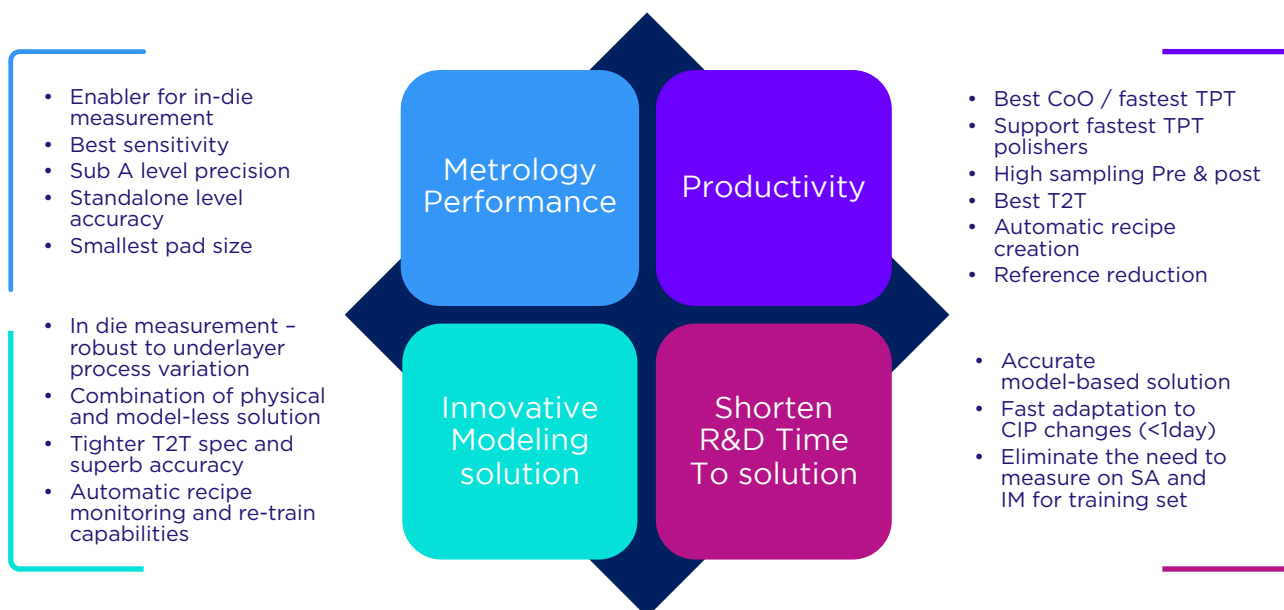 • Enabler for in-die
measurement
• Best sensitivity
• Sub A level precision
• Standalone level
accuracy
• Smallest pad size
Metrology
Performance
Productivity
• Best CoO / fastest TPT
• Support fastest TPT
polishers
• High sampling Pre & post
• Best T2T
• Automatic recipe
creation
• Reference reduction
• In die measurement –
robust to underlayer
process variation
• Combination of physical
and model-less solution
• Tighter T2T spec and
superb accuracy
• Automatic recipe
monitoring and re-train
capabilities
Innovative
Modeling
solution
Shorten
R&D Time
To solution
• Accurate
model-based solution
• Fast adaptation to
CIP changes (<1day)
• Eliminate the need to
measure on SA and
IM for training set